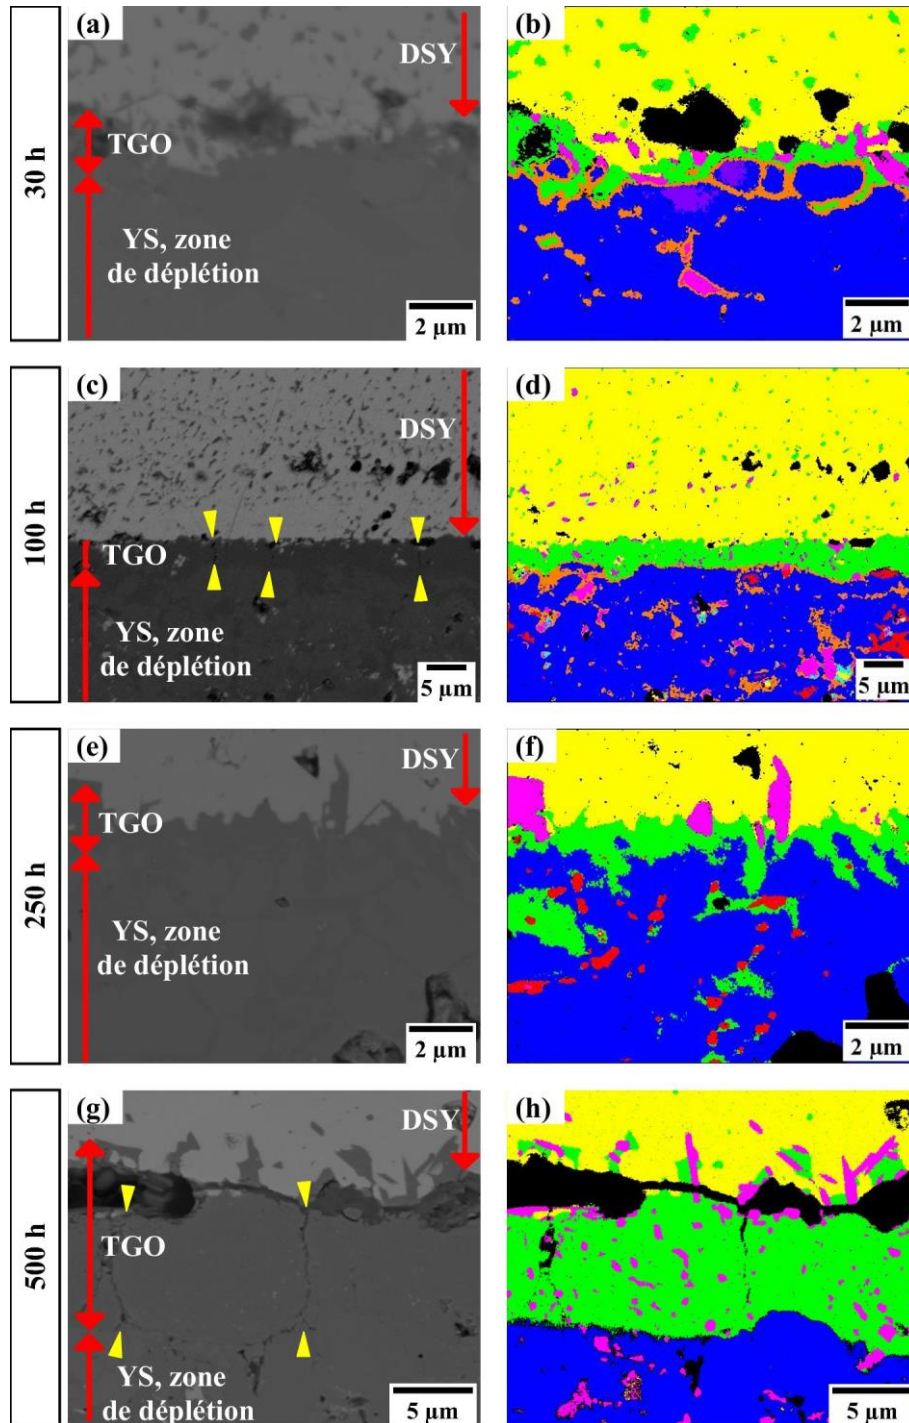 30 h
(a)
DSY
TGO
YS, zone
de déplétion
2 µm
(b)
2 µm
100 h
(c)
DSY
TGO
YS, zone
de déplétion
5 µm
(d)
5 µm
250 h
(e)
DSY
TGO
YS, zone
de déplétion
2 µm
(f)
2 µm
500 h
(g)
DSY
TGO
YS, zone
de déplétion
5 µm
(h)
5 µm